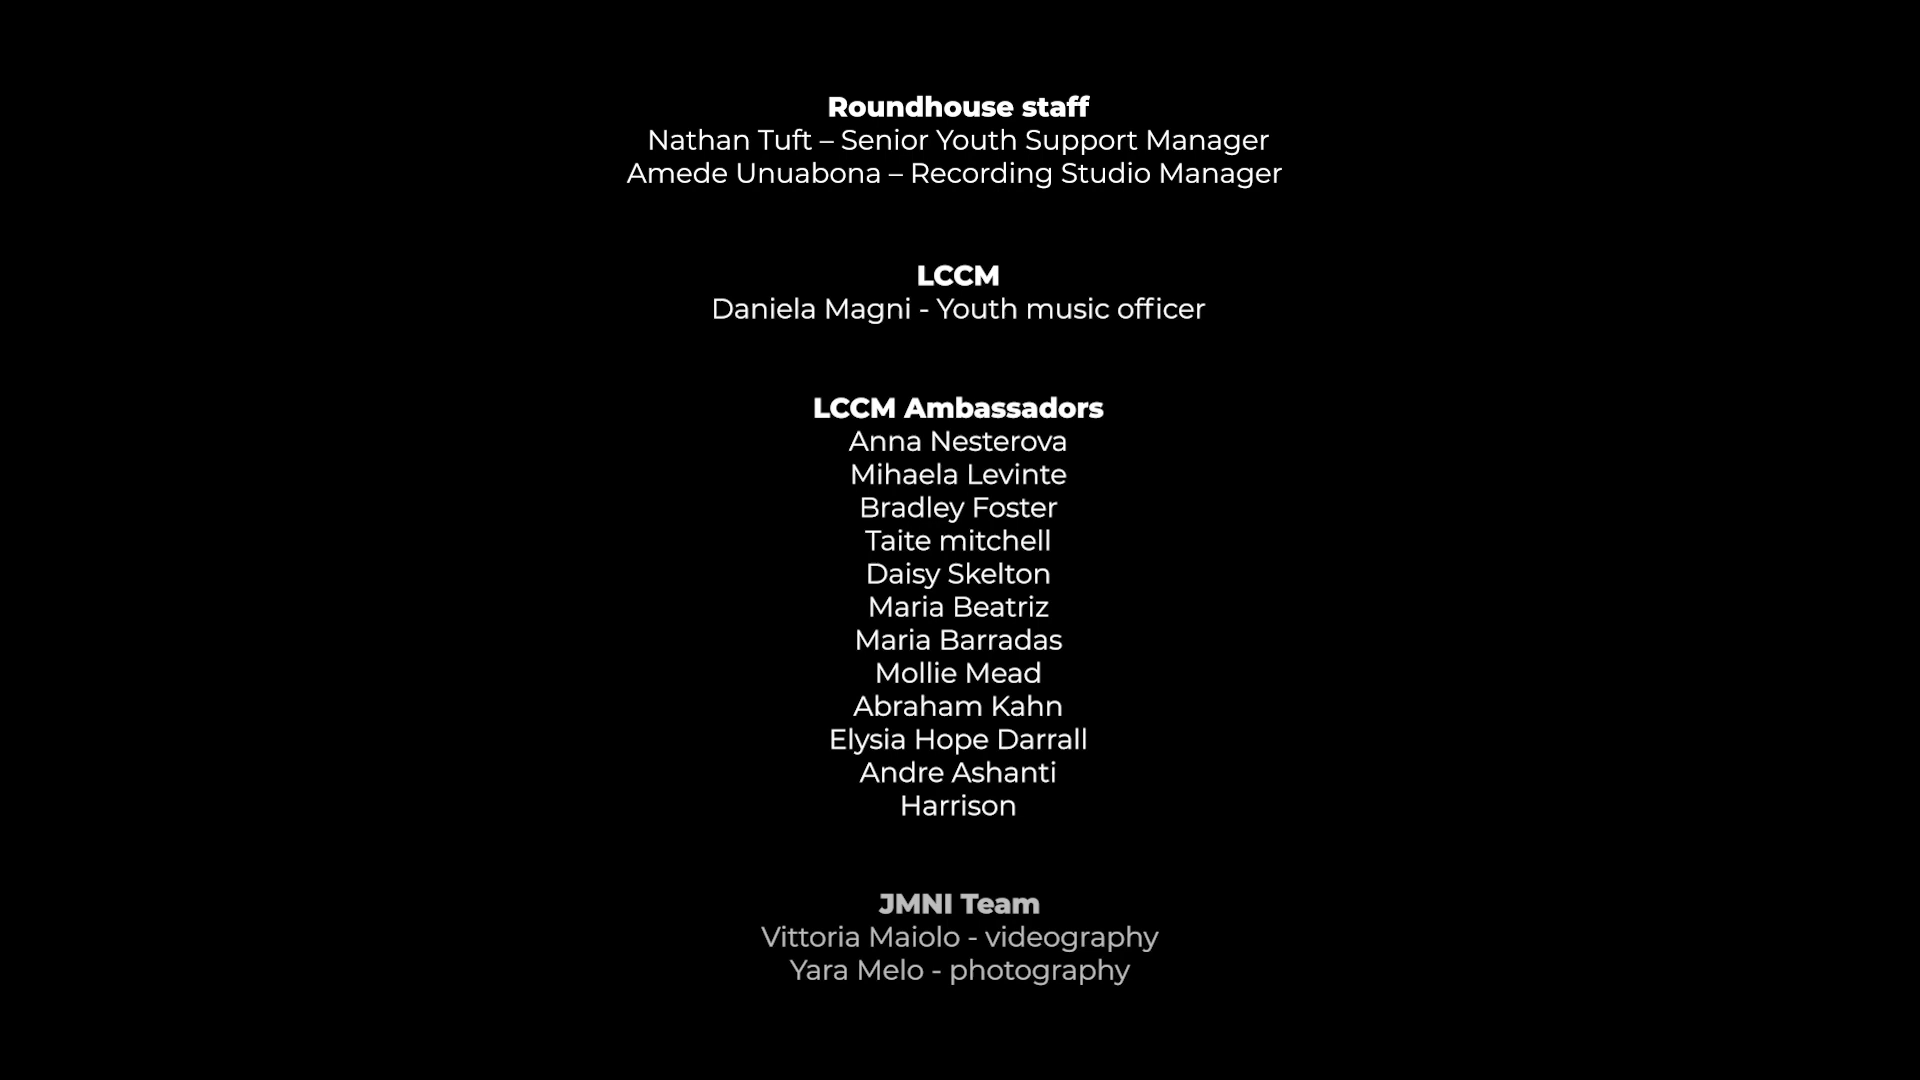 Roundhouse staff
Nathan Tuft – Senior Youth Support Manager
Amede Unuabona – Recording Studio Manager
LCCM
Daniela Magni - Youth music officer
LCCM Ambassadors
Anna Nesterova
Mihaela Levinte
Bradley Foster
Taite mitchell
Daisy Skelton
Maria Beatriz
Maria Barradas
Mollie Mead
Abraham Kahn
Elysia Hope Darrall
Andre Ashanti
Harrison
JMNI Team
Vittoria Maiolo - videography
Yara Melo - photography